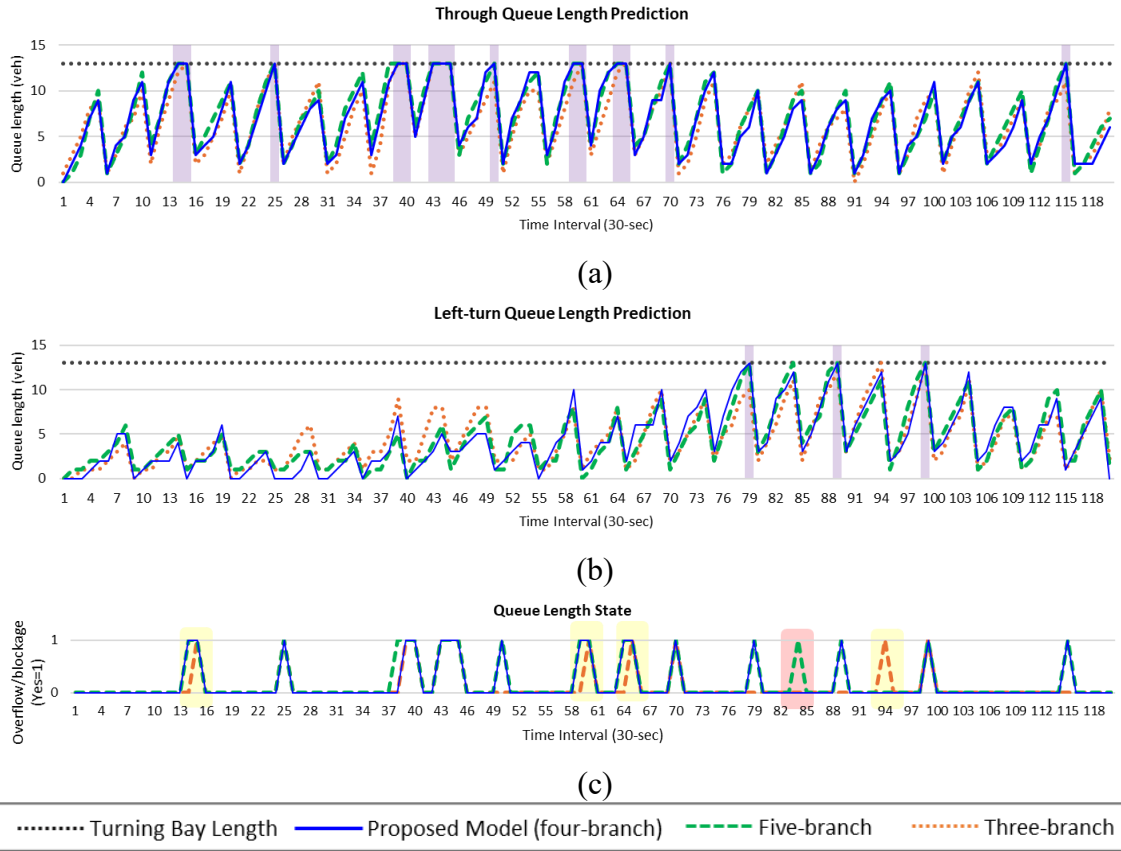 Through Queue Length Prediction
Queue length (veh)
15
10
5
0
1 4 7 10 13 16 19 22 25 28 31 34 37 40 43 46 49 52 55 58 61 64 67 70 73 76 79 82 85 88 91 94 97 100 103 106 109 112 115 118
Time Interval (30-sec)
(a)
Left-turn Queue Length Prediction
Queue length (veh)
15
10
5
0
1 4 7 10 13 16 19 22 25 28 31 34 37 40 43 46 49 52 55 58 61 64 67 70 73 76 79 82 85 88 91 94 97 100 103 106 109 112 115 118
Time Interval (30-sec)
(b)
Queue Length State
Overflow/blockage
(Yes=1)
1
0
1 4 7 10 13 16 19 22 25 28 31 34 37 40 43 46 49 52 55 58 61 64 67 70 73 76 79 82 85 88 91 94 97 100 103 106 109 112 115 118
Time Interval (30-sec)
(c)
Turning Bay Length Proposed Model (four-branch) Five-branch Three-branch